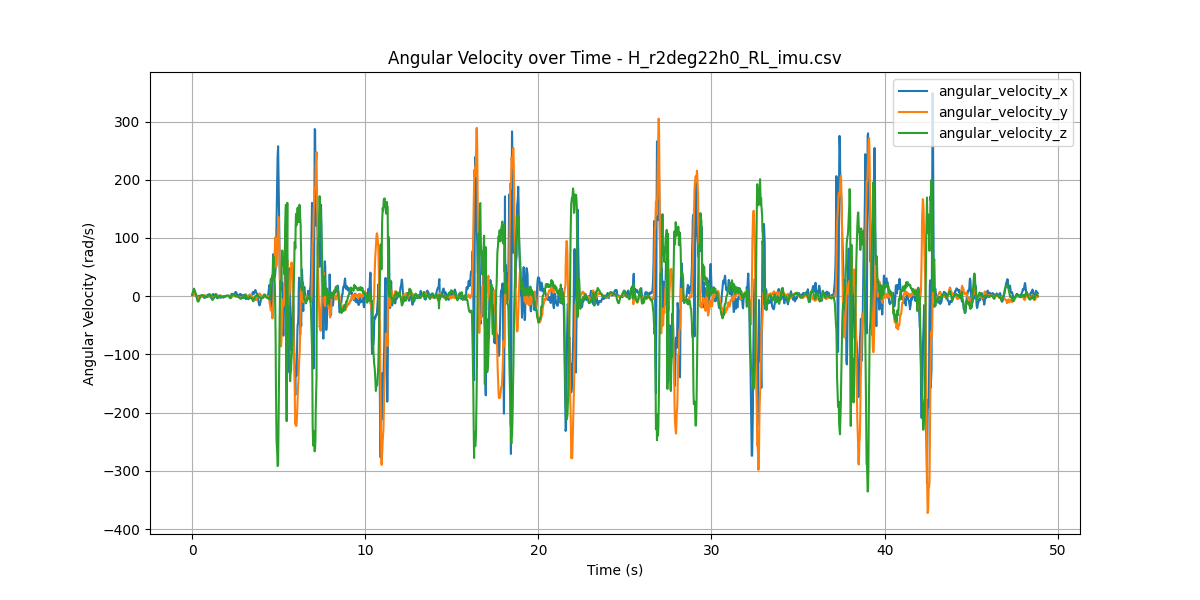 Angular Velocity over Time - H_r2deg22h0_RL_imu.csv
angular_velocity_x
angular_velocity_y
angular_velocity_z
Angular Velocity (rad/s)
300
200
100
0
−100
−200
−300
−400
0 10 20 30 40 50
Time (s)